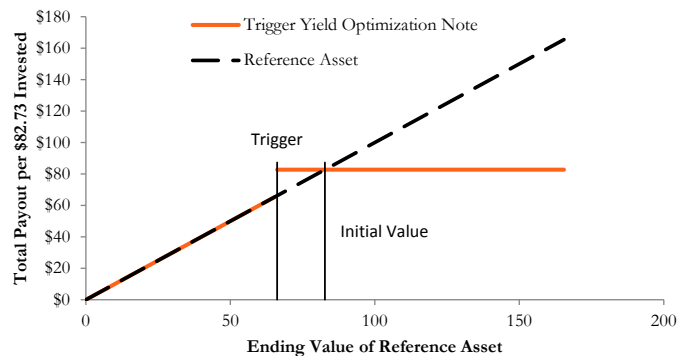 Total Payout per $82.73 Invested
$180
$160
$140
$120
$100
$80
$60
$40
$20
$0
Trigger Yield Optimization Note
Reference Asset
Trigger
Initial Value
0
50
100
150
200
Ending Value of Reference Asset